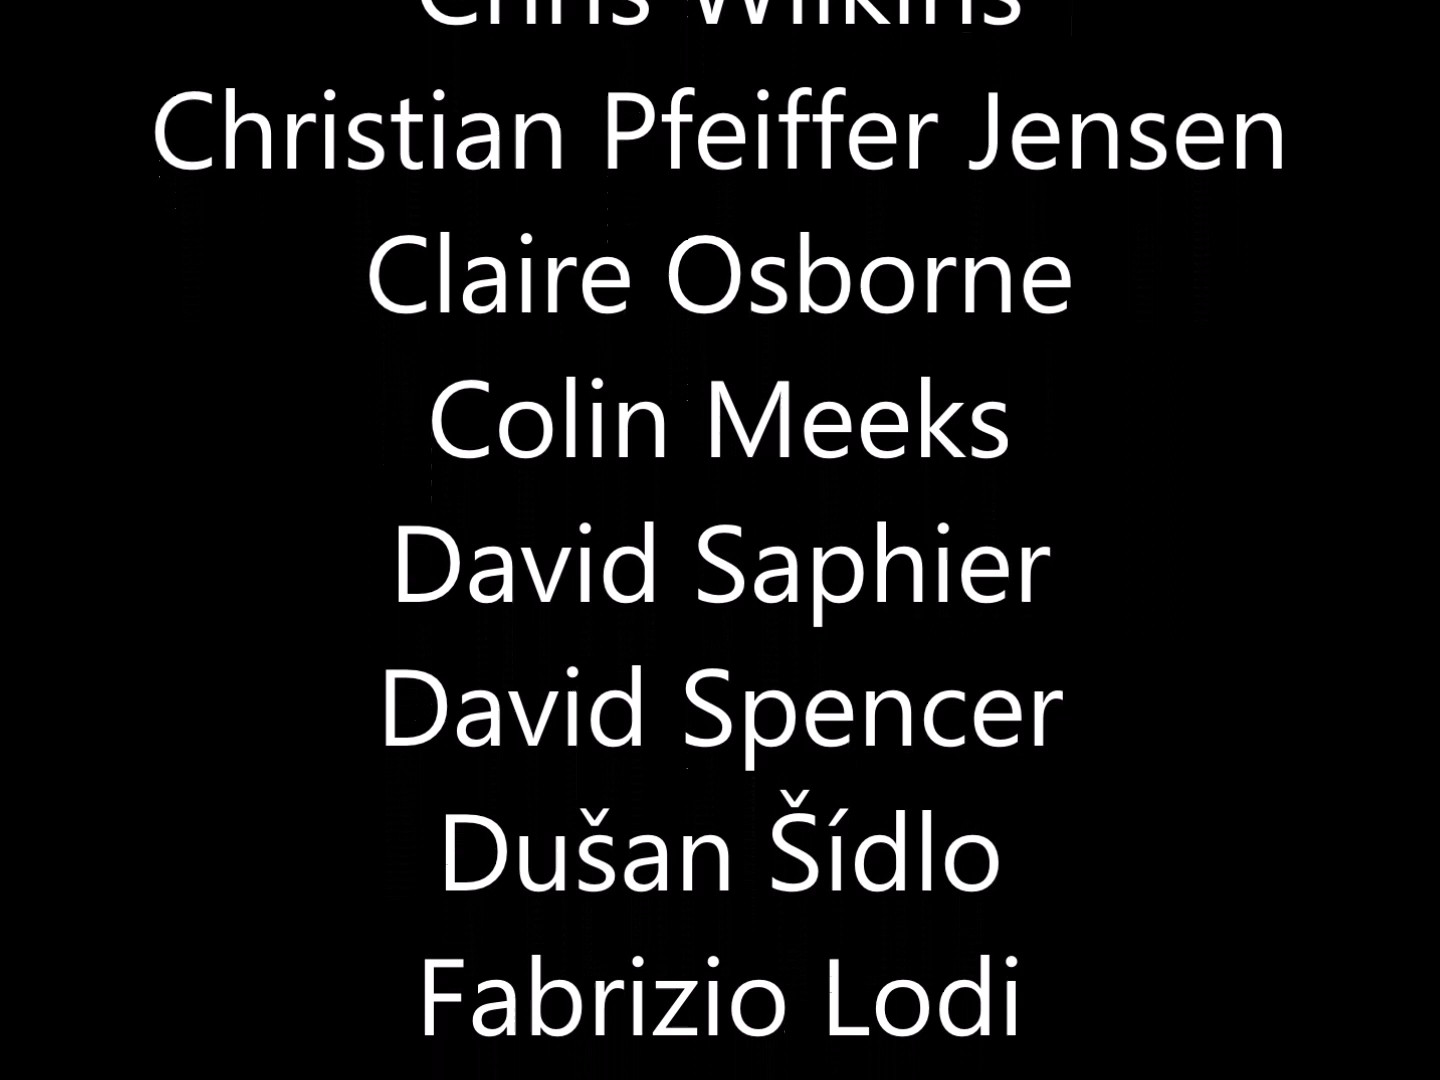 Chris Wilkins
Christian Pfeiffer Jensen
Claire Osborne
Colin Meeks
David Saphier
David Spencer
Dušan Šídlo
Fabrizio Lodi